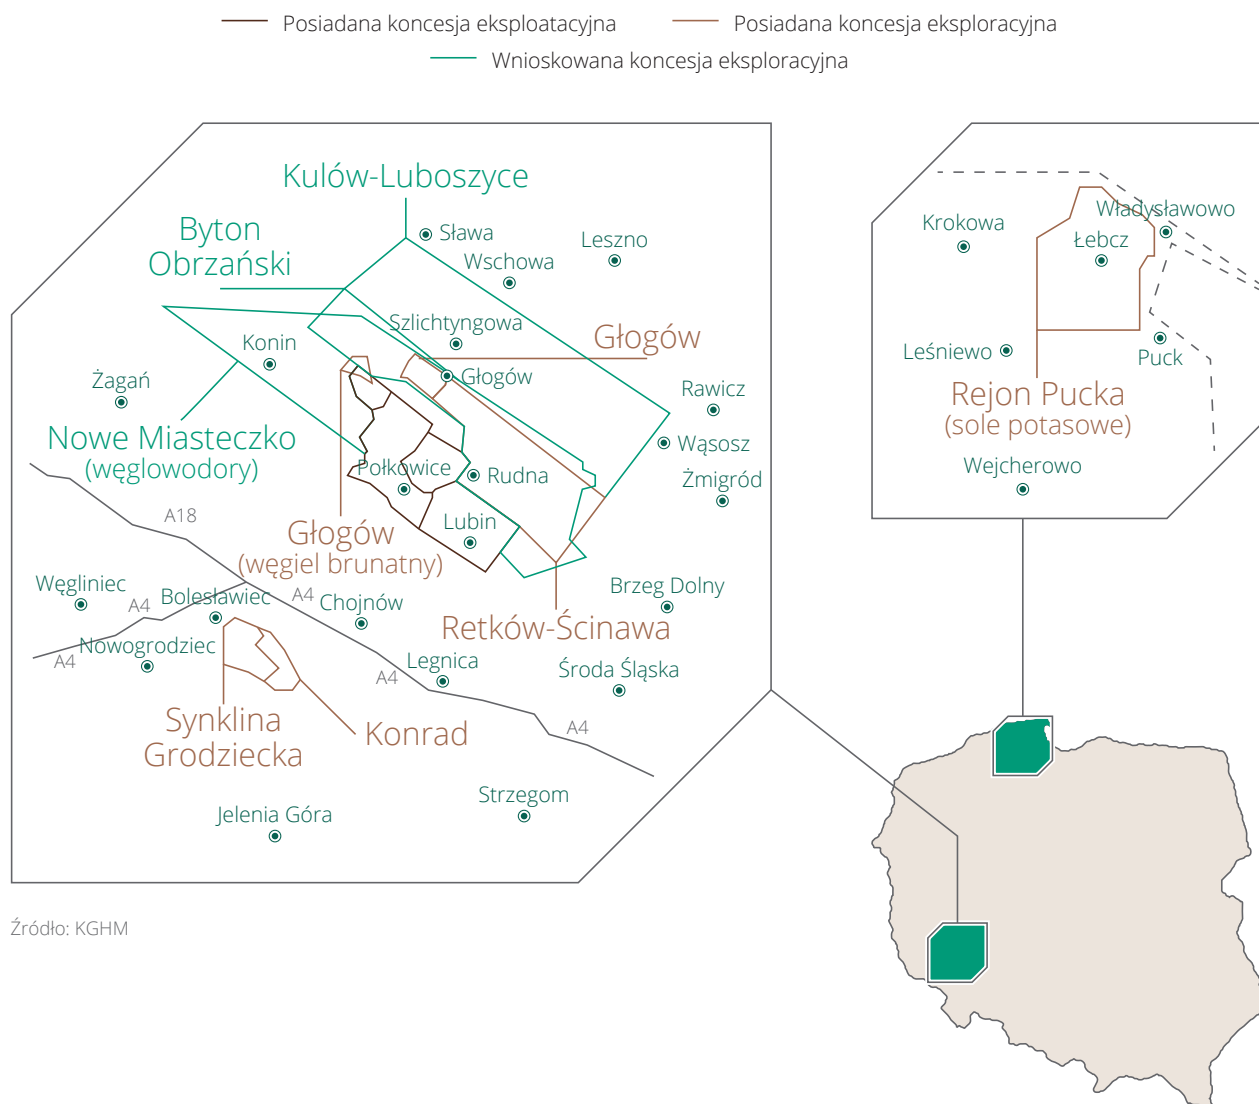 Posiadana koncesja eksploatacyjna
Posiadana koncesja eksploracyjna
Wnioskowana koncesja eksploracyjna
Kulów-Luboszyce
Byton
Obrzański
Sława
Leszno
Wschowa
Szlichtyngowa
Głogów
Konin
Głogów
Żagań
Rawicz
Nowe Miasteczko
(węglowodory)
Wąsosz
Połkowice
Rudna
Żmigród
A18
Lubin
Głogów
(węgiel brunatny)
Węgliniec
Bolesławiec
A4
A4
Chojnów
Brzeg Dolny
Retków-Ścinawa
Nowogrodziec
A4
Legnica
A4
Środa Śląska
Synklina
Grodziecka
Konrad
A4
Strzegom
Jelenia Góra
Krokowa
Władysławowo
Łebcz
Leśniewo
Puck
Rejon Pucka
(sole potasowe)
Wejcherowo
Źródło: KGHM